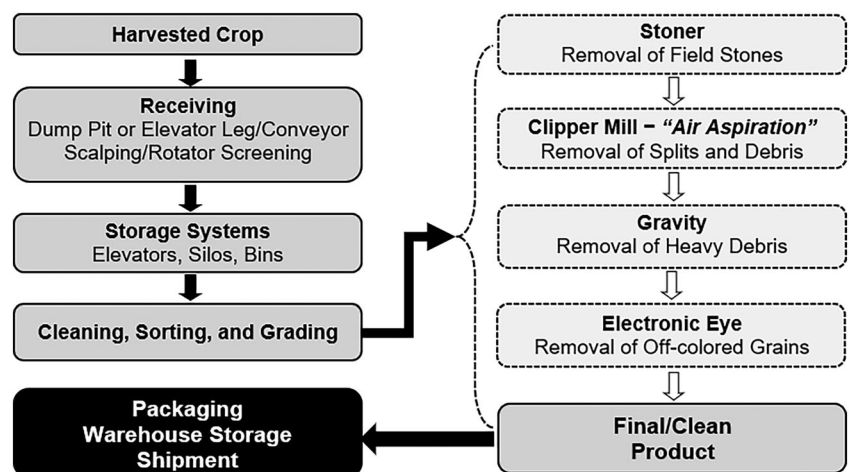 Harvested Crop
Receiving
Dump Pit or Elevator Leg/Conveyor
Scalping/Rotator Screening
Storage Systems
Elevators, Silos, Bins
Cleaning, Sorting, and Grading
Stoner
Removal of Field Stones
Clipper Mill – “Air Aspiration”
Removal of Splits and Debris
Gravity
Removal of Heavy Debris
Electronic Eye
Removal of Off-colored Grains
Final/Clean
Product
Packaging
Warehouse Storage
Shipment